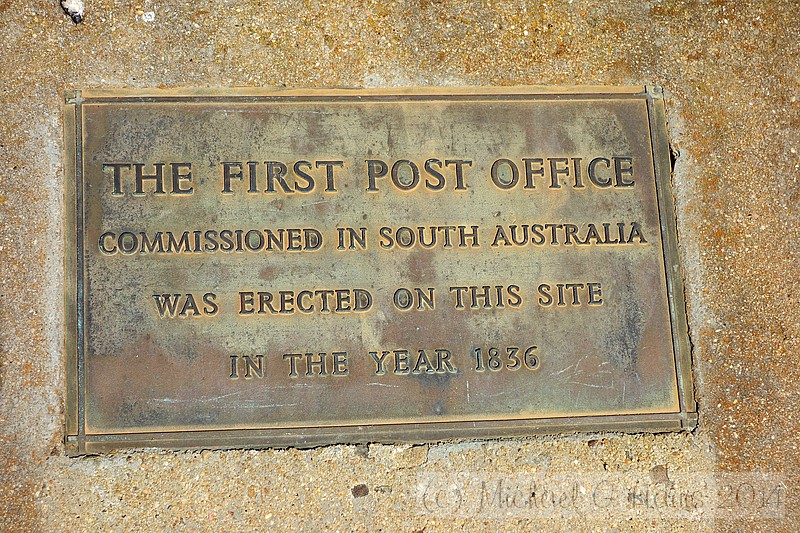 THE FIRST POST OFFICE
COMMISSIONED IN SOUTH AUSTRALIA
WAS ERECTED ON THIS SITE
IN THE YEAR 1836
(c) Michael 2014